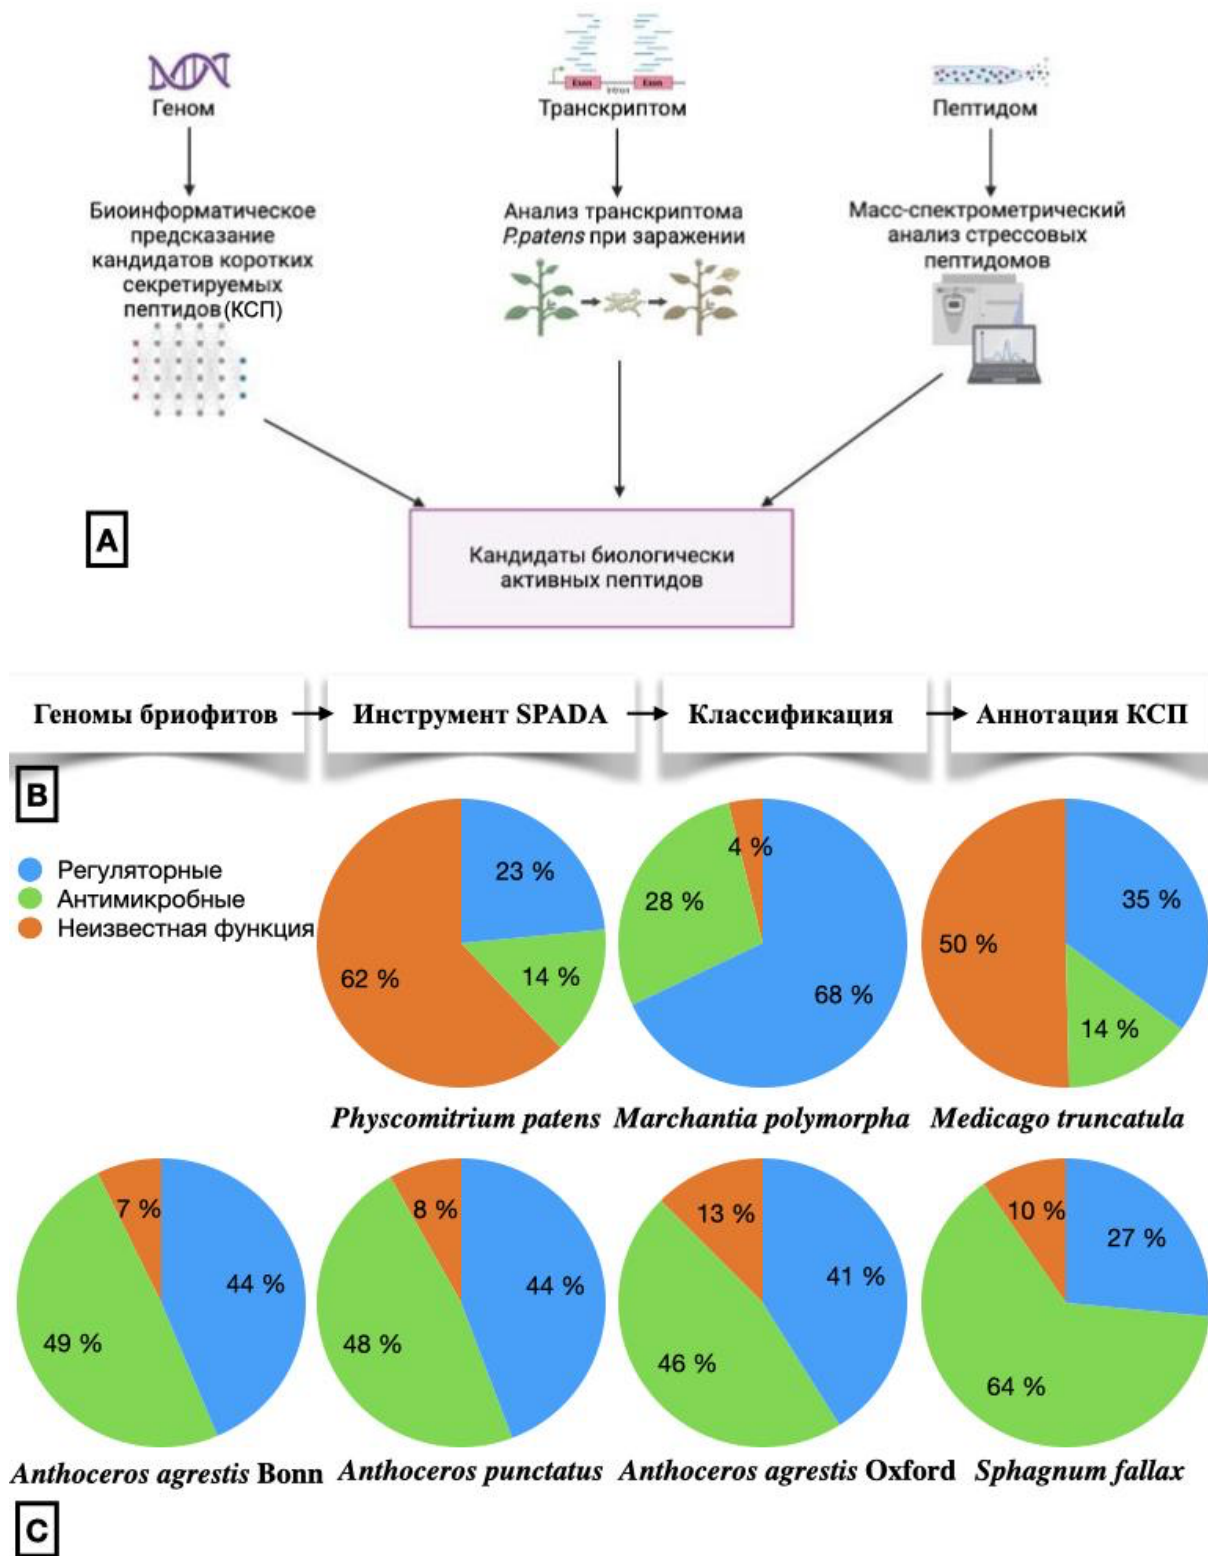 Exon
Intron
Exon
Геном
Транскриптом
Пептидом
Биоинформатическое
предсказание
кандидатов коротких
секретируемых
пептидов(КСП)
Анализ транскриптома
P.patens при заражении
Масс-спектрометрический
анализ стрессовых
пептидомов
A
Кандидаты биологически
активных пептидов
Геномы бриофитов
Инструмент SPADA
Классификация
Аннотация КСП
B
Регуляторные
Антимикробные
Неизвестная функция
23 %
14 %
62 %
Physcomitrium patens
4 %
28 %
68 %
Marchantia polymorpha
35 %
50 %
14 %
Medicago truncatula
7 %
44 %
49 %
Anthoceros agrestis Bonn
8 %
44 %
48 %
Anthoceros punctatus
13 %
41 %
46 %
Anthoceros agrestis Oxford
10 %
27 %
64 %
Sphagnum fallax
C